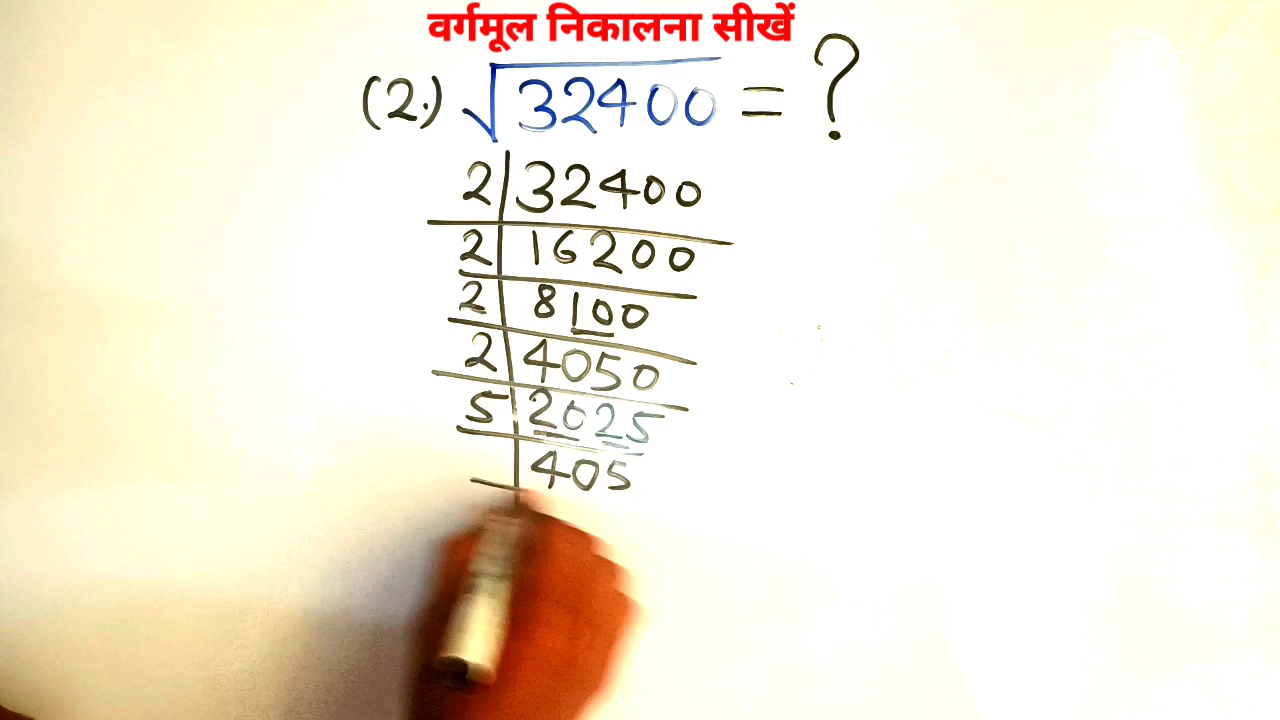 वर्गमूल निकालना सीखें
(2.) √32400 = ?
2 | 32400
2 | 16200
2 | 8100
2 | 4050
5 | 2025
| 405